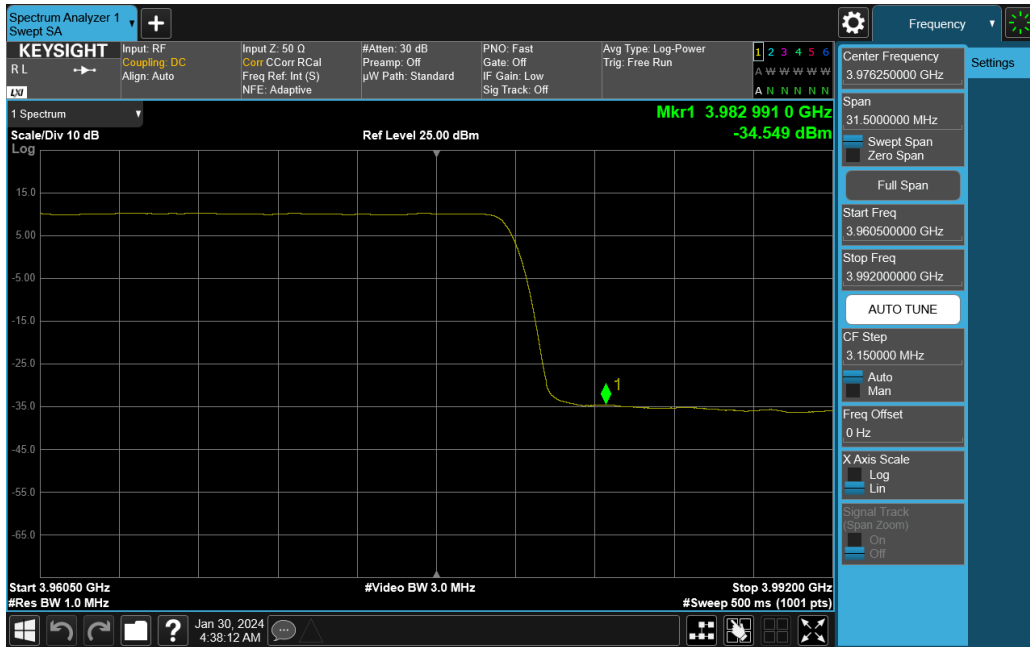 Spectrum Analyzer 1
Swept SA
Frequency
KEYSIGHT
R L
LXI
Input: RF
Coupling: DC
Align: Auto
Input Z: 50 Ω
Corr CCorr RCal
Freq Ref: Int (S)
NFE: Adaptive
#Atten: 30 dB
Preamp: Off
µW Path: Standard
PNO: Fast
Gate: Off
IF Gain: Low
Sig Track: Off
Avg Type: Log-Power
Trig: Free Run
1 2 3 4 5 6
A W W W W W
A N N N N N
1 Spectrum
Mkr1 3.982 991 0 GHz
Scale/Div 10 dB
Ref Level 25.00 dBm
-34.549 dBm
Log
15.0
5.00
-5.00
-15.0
-25.0
-35.0
-45.0
-55.0
-65.0
1
Start 3.96050 GHz
#Video BW 3.0 MHz
Stop 3.99200 GHz
#Res BW 1.0 MHz
#Sweep 500 ms (1001 pts)
Jan 30, 2024
4:38:12 AM
?
Center Frequency
3.976250000 GHz
Settings
Span
31.5000000 MHz
Swept Span
Zero Span
Full Span
Start Freq
3.960500000 GHz
Stop Freq
3.992000000 GHz
AUTO TUNE
CF Step
3.150000 MHz
Auto
Man
Freq Offset
0 Hz
X Axis Scale
Log
Lin
Signal Track
(Span Zoom)
On
Off